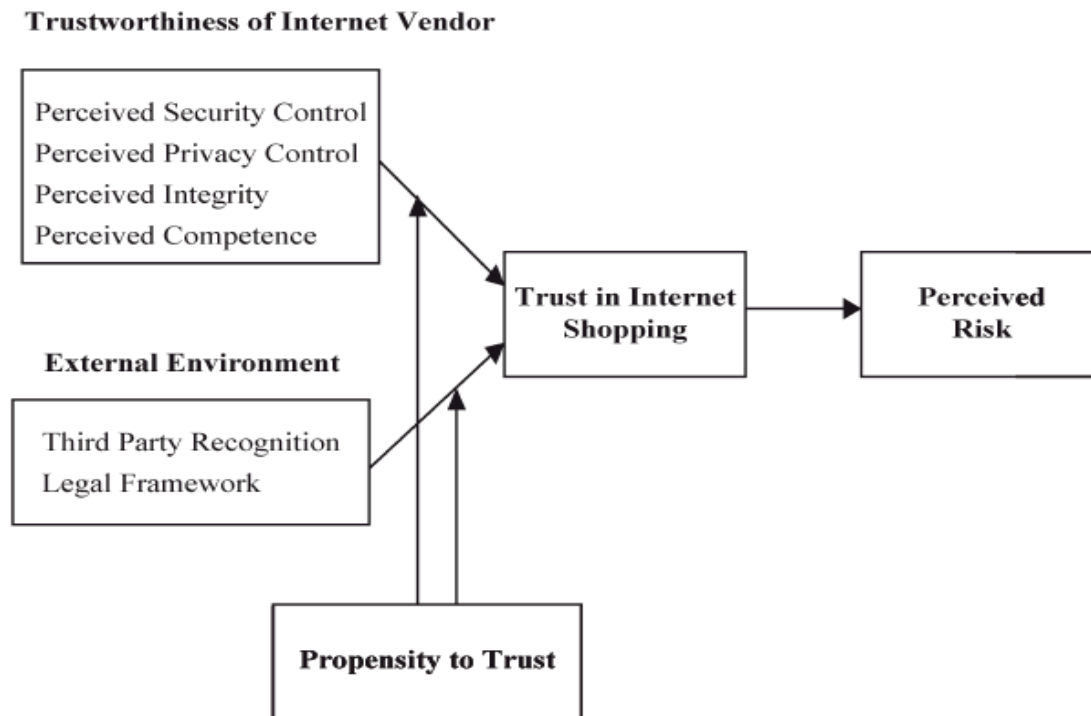 Trustworthiness of Internet Vendor
Perceived Security Control
Perceived Privacy Control
Perceived Integrity
Perceived Competence
Trust in Internet
Shopping
Perceived
Risk
External Environment
Third Party Recognition
Legal Framework
Propensity to Trust